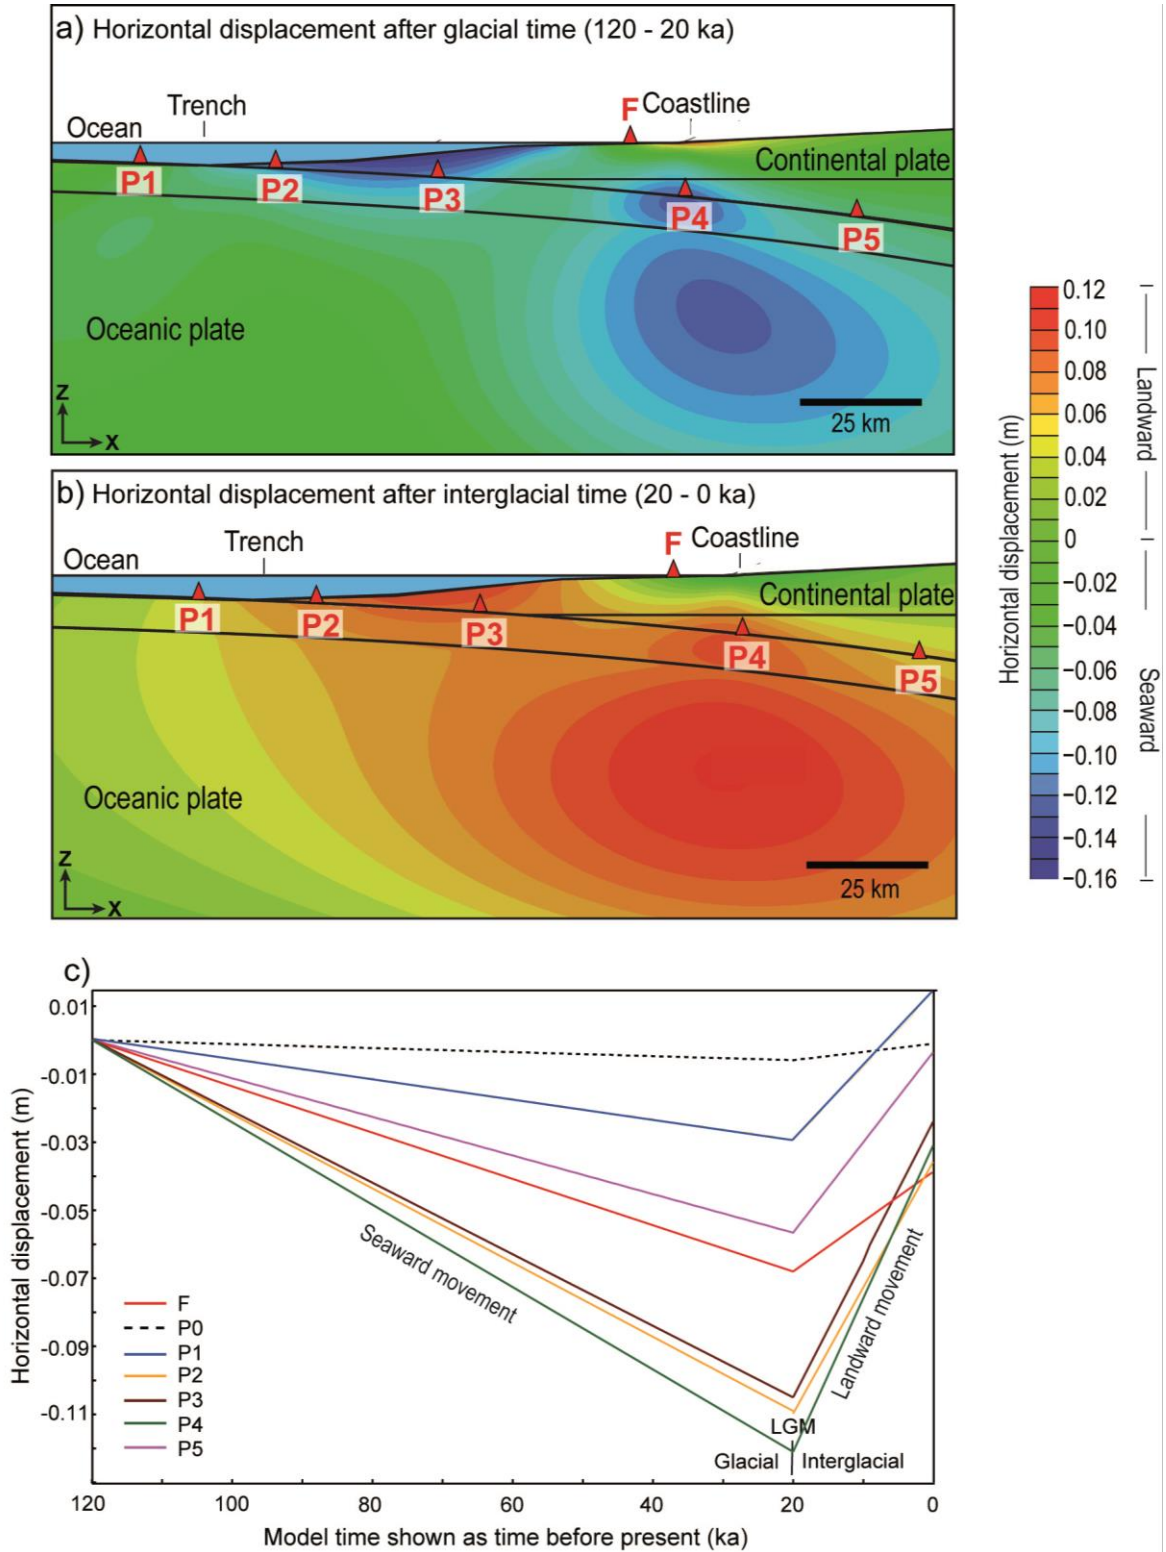 a) Horizontal displacement after glacial time (120 - 20 ka)
Trench
F Coastline
Ocean
P1
P2
P3
P4
P5
Continental plate
Oceanic plate
Z
X
25 km
b) Horizontal displacement after interglacial time (20 - 0 ka)
Trench
F Coastline
Ocean
P1
P2
P3
P4
P5
Continental plate
Oceanic plate
Z
X
25 km
Horizontal displacement (m)
0.12
0.10
0.08
0.06
0.04
0.02
0
−0.02
−0.04
−0.06
−0.08
−0.10
−0.12
−0.14
−0.16
Landward
Seaward
c)
Horizontal displacement (m)
0.01
-0.01
-0.03
-0.05
-0.07
-0.09
-0.11
Seaward movement
Landward movement
F
P0
P1
P2
P3
P4
P5
LGM
Glacial
Interglacial
120
100
80
60
40
20
0
Model time shown as time before present (ka)